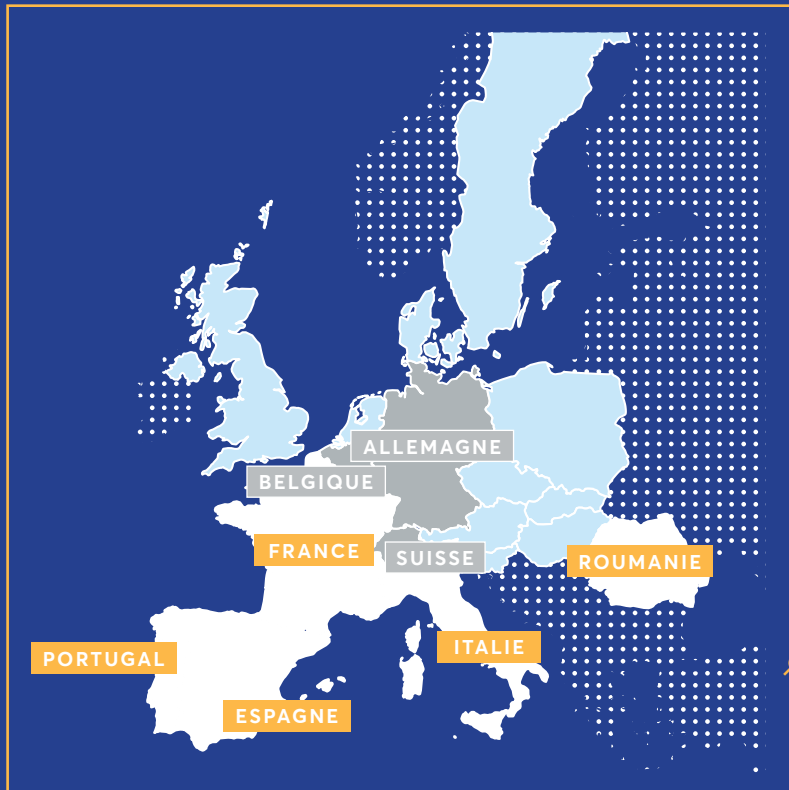 ALLEMAGNE
BELGIQUE
FRANCE
SUISSE
ROUMANIE
ITALIE
PORTUGAL
ESPAGNE